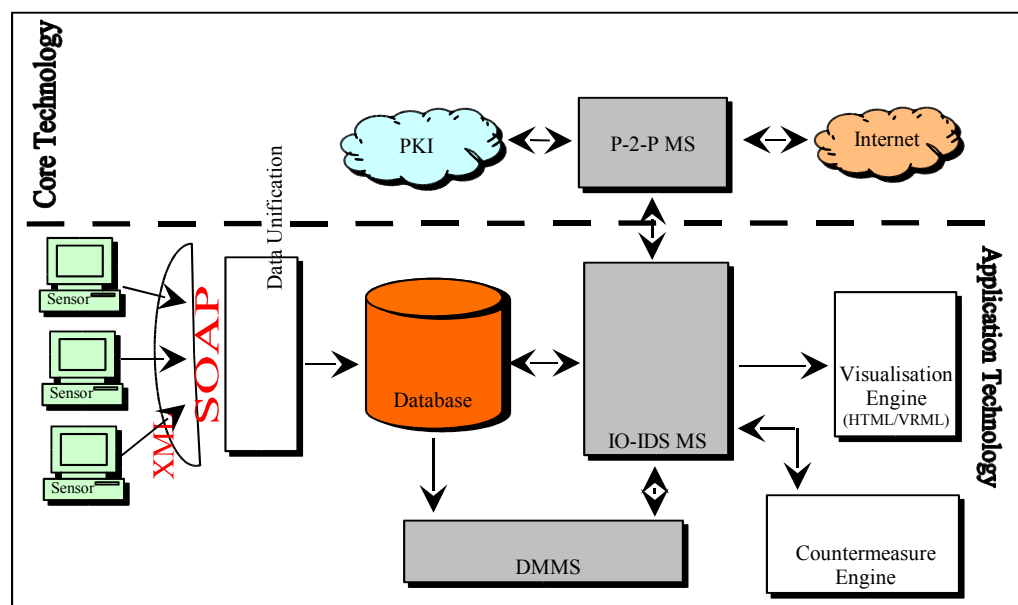 Core Technology
PKI
P-2-P MS
Internet
Application Technology
Sensor
Sensor
Sensor
XML
SOAP
Data Unification
Database
IO-IDS MS
Visualisation
Engine
(HTML/VRML)
DMMS
Countermeasure
Engine